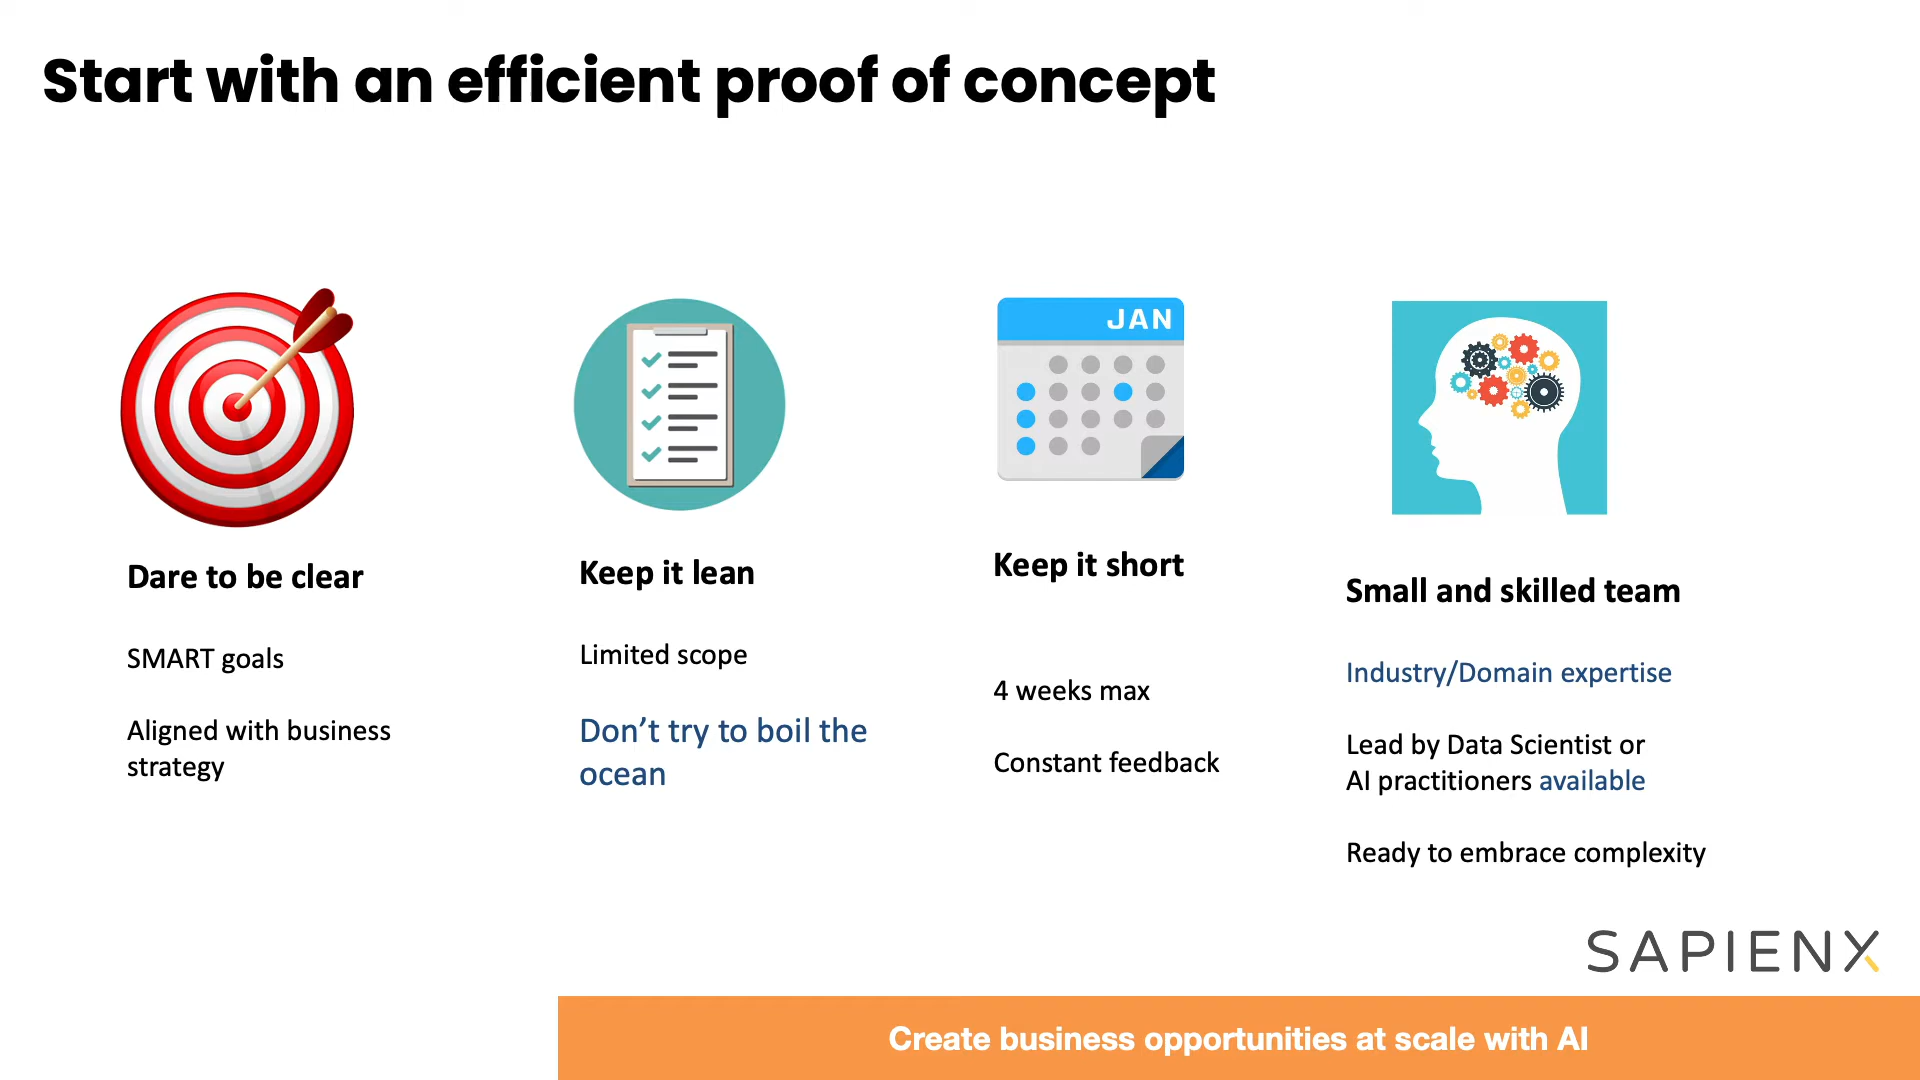 Start with an efficient proof of concept
Dare to be clear
SMART goals
Aligned with business
strategy
Keep it lean
Limited scope
Don’t try to boil the
ocean
JAN
Keep it short
4 weeks max
Constant feedback
Small and skilled team
Industry/Domain expertise
Lead by Data Scientist or
AI practitioners available
Ready to embrace complexity
SAPIENX
Create business opportunities at scale with AI